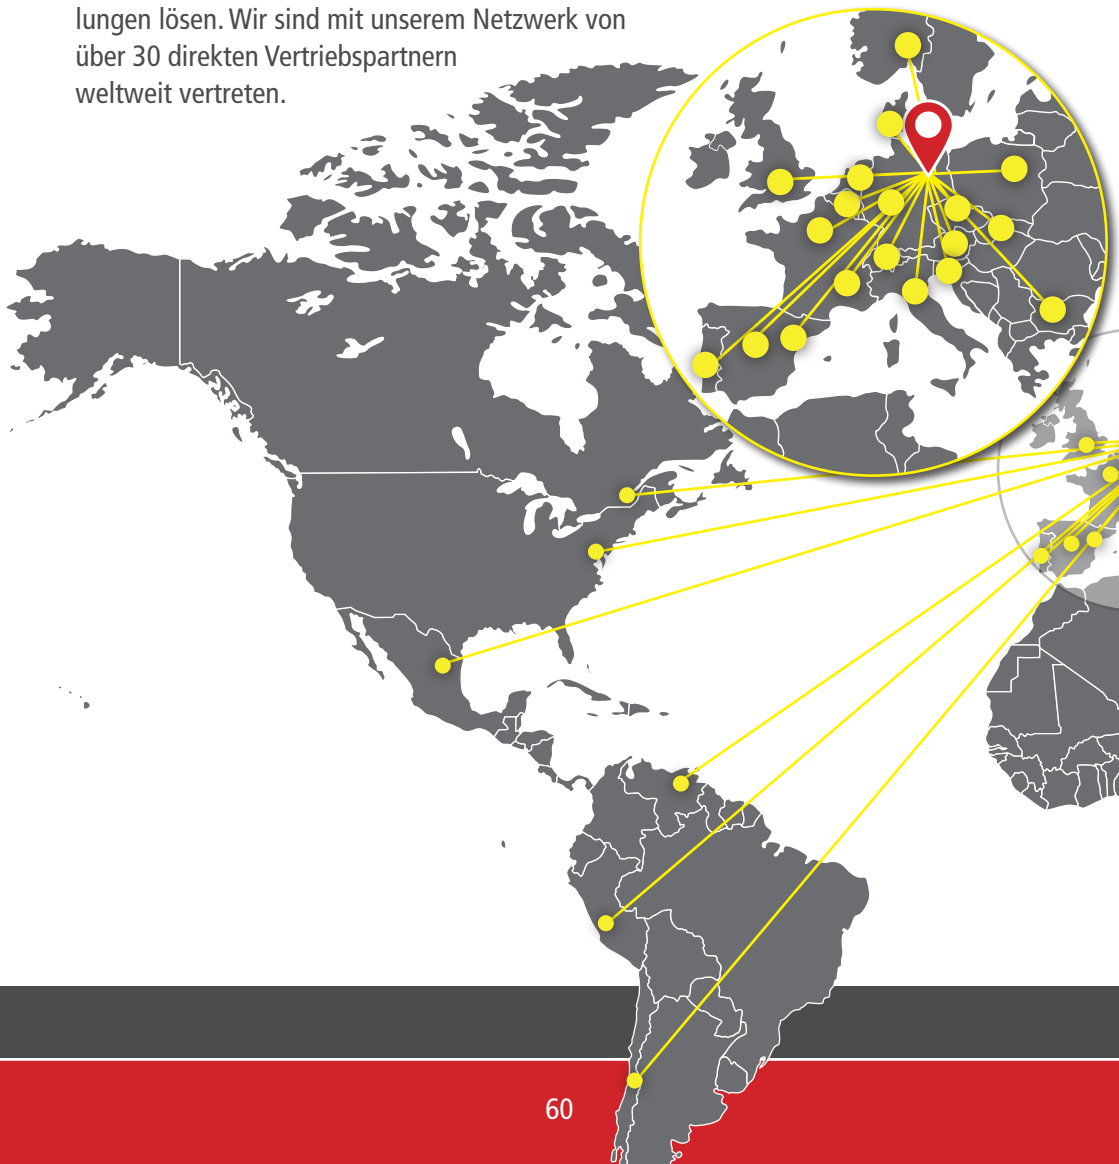 lungen lösen. Wir sind mit unserem Netzwerk von
über 30 direkten Vertriebspartnern
weltweit vertreten.
60